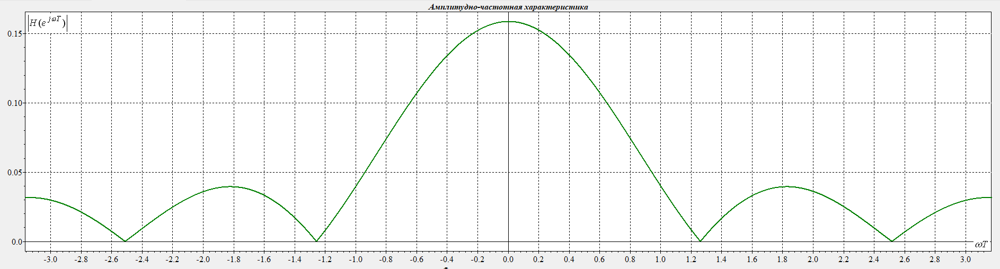 Амплитудно-частотная характеристика
|H(e^{jωT})|
0.15
0.10
0.05
0.0
ωT
-3.0 -2.8 -2.6 -2.4 -2.2 -2.0 -1.8 -1.6 -1.4 -1.2 -1.0 -0.8 -0.6 -0.4 -0.2 0.0 0.2 0.4 0.6 0.8 1.0 1.2 1.4 1.6 1.8 2.0 2.2 2.4 2.6 2.8 3.0